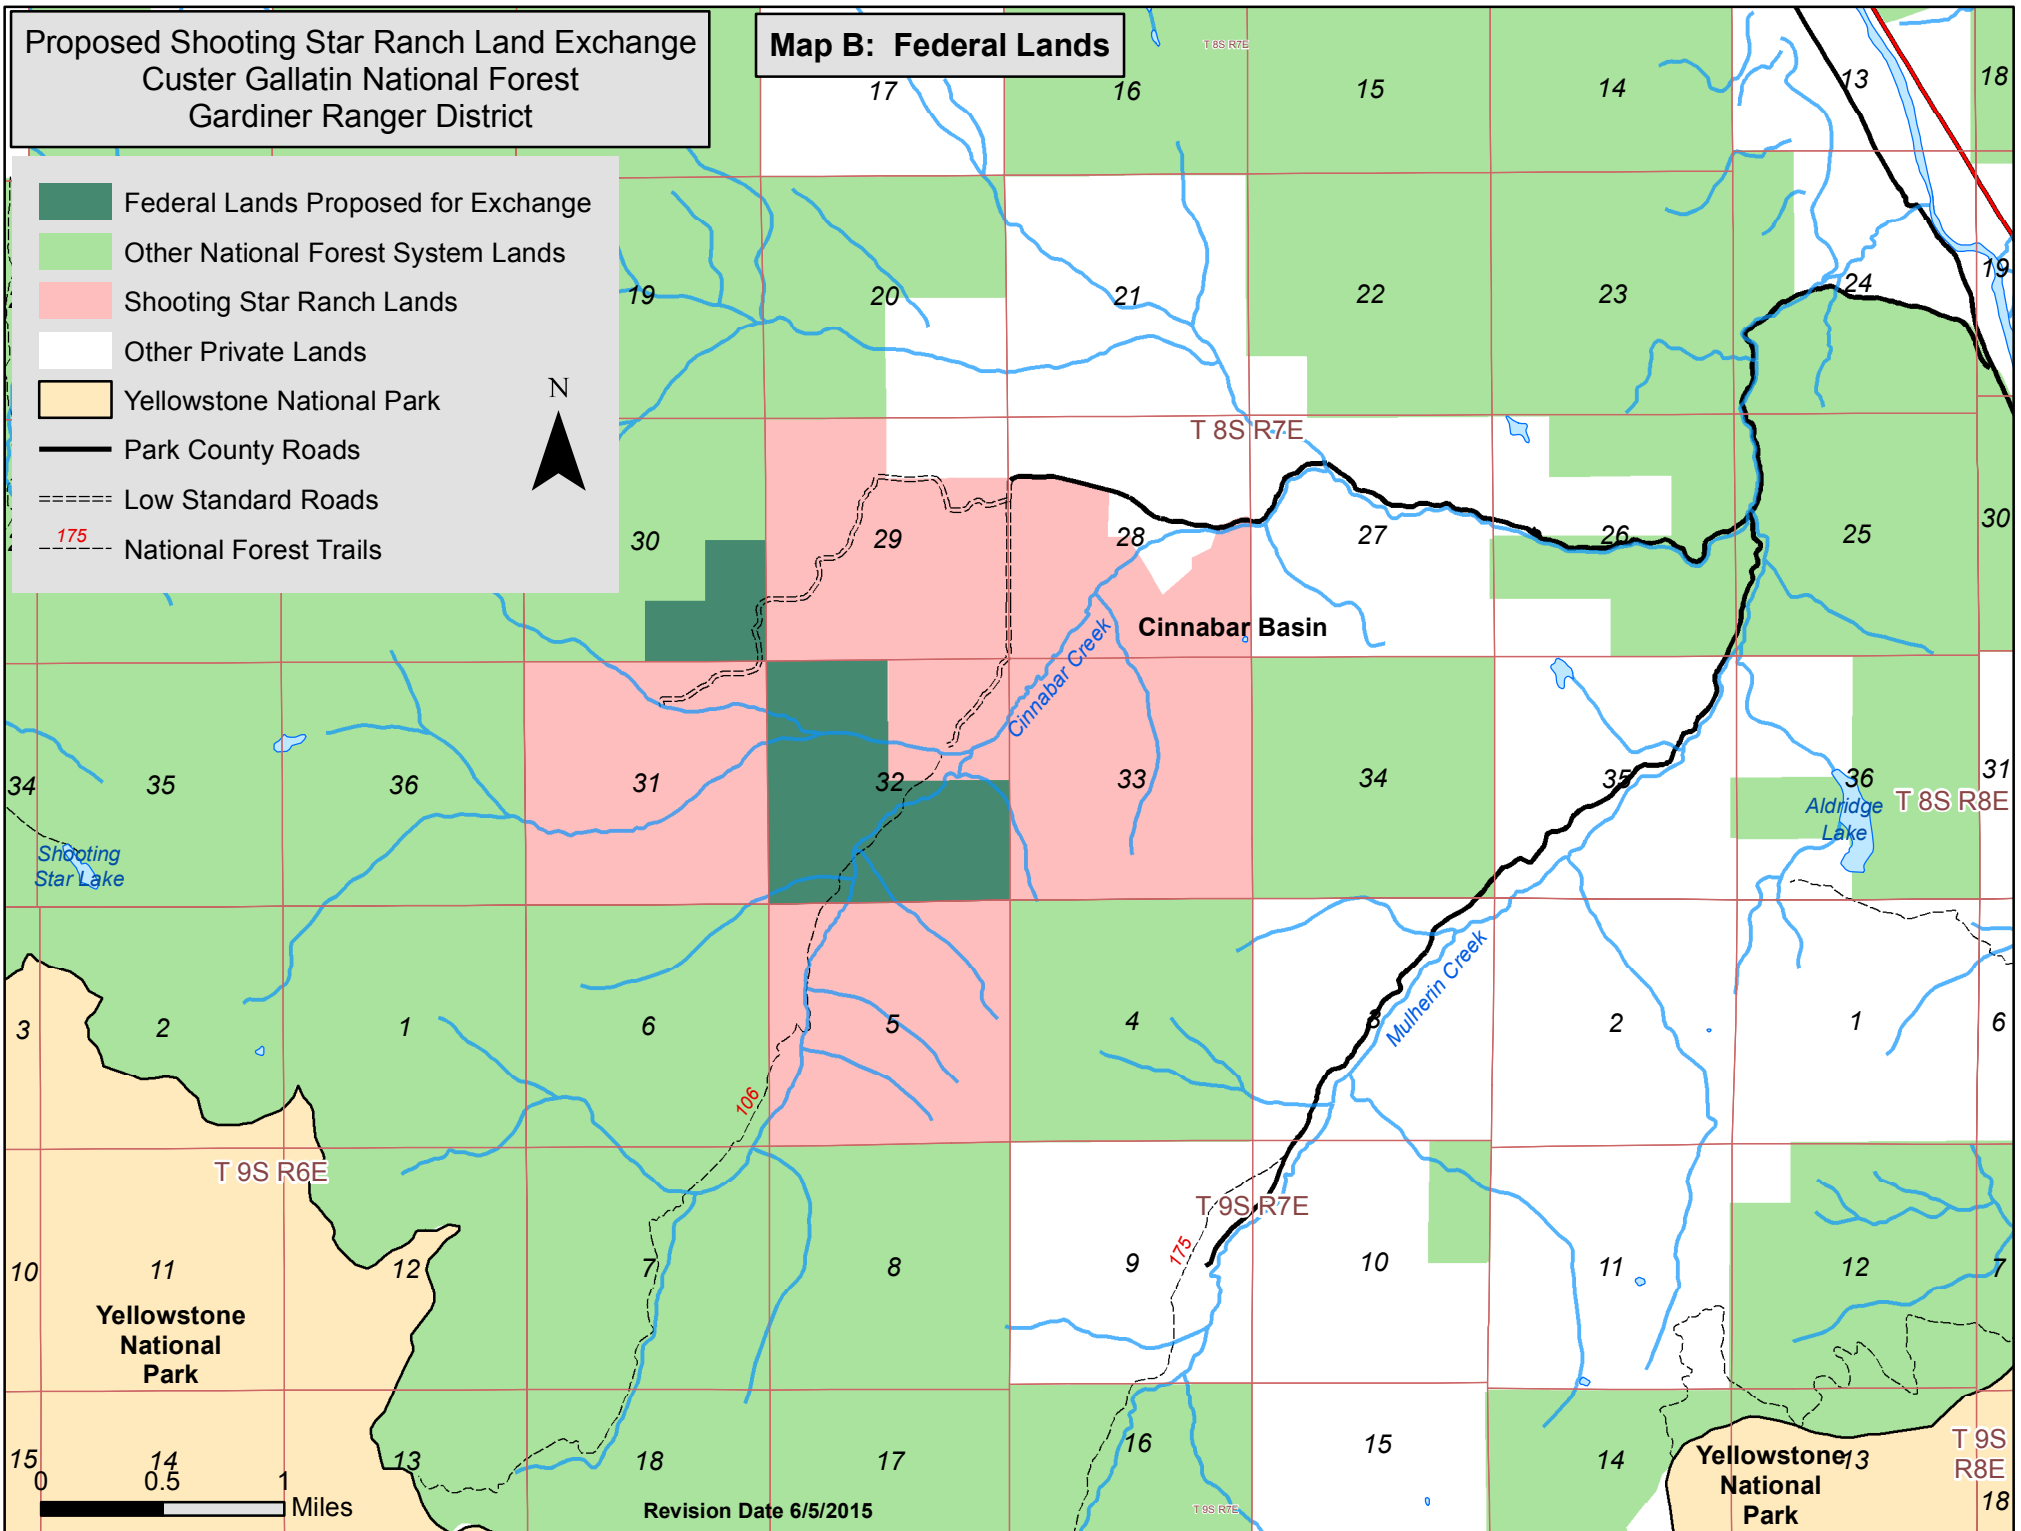 Proposed Shooting Star Ranch Land Exchange
Custer Gallatin National Forest
Gardiner Ranger District
Map B: Federal Lands
T 8S R7E
17
16
15
14
13
18
Federal Lands Proposed for Exchange
Other National Forest System Lands
Shooting Star Ranch Lands
Other Private Lands
Yellowstone National Park
Park County Roads
Low Standard Roads
175
National Forest Trails
N
19
20
21
22
23
24
19
T 8S R7E
30
29
28
27
26
25
30
Cinnabar Basin
Cinnabar Creek
34
35
36
31
32
33
34
35
36
31
T 8S R8E
Aldridge
Lake
Shooting
Star Lake
Mulherin Creek
3
2
1
6
5
4
3
2
1
6
106
T 9S R6E
T 9S R7E
175
10
11
12
7
8
9
10
11
12
7
Yellowstone
National
Park
15
14
13
18
17
16
15
14
13
18
Yellowstone
National
Park
T 9S
R8E
0 0.5 1
Miles
Revision Date 6/5/2015
T 9S R7E